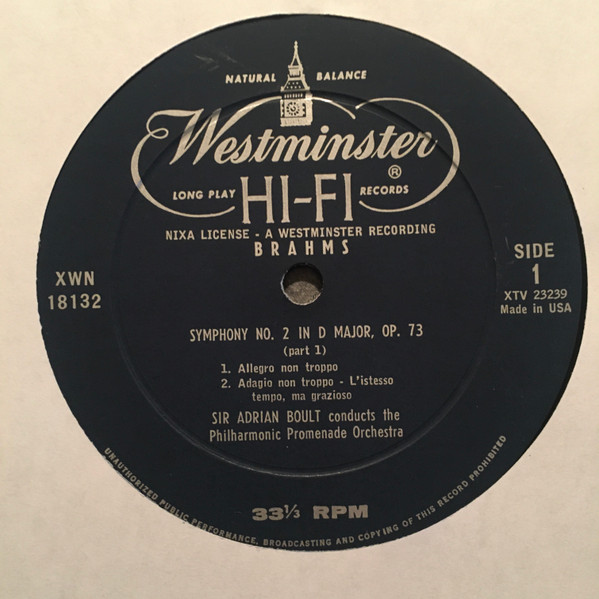 NATURAL BALANCE
Westminster
®
LONG PLAY HI-FI RECORDS
NIXA LICENSE - A WESTMINSTER RECORDING
BRAHMS
XWN
18132
SIDE
1
XTV 23239
Made in USA
SYMPHONY NO. 2 IN D MAJOR, OP. 73
(part 1)
1. Allegro non troppo
2. Adagio non troppo - L'istesso
tempo, ma grazioso
SIR ADRIAN BOULT conducts the
Philharmonic Promenade Orchestra
33⅓ RPM
UNAUTHORIZED PUBLIC PERFORMANCE, BROADCASTING AND COPYING OF THIS RECORD PROHIBITED